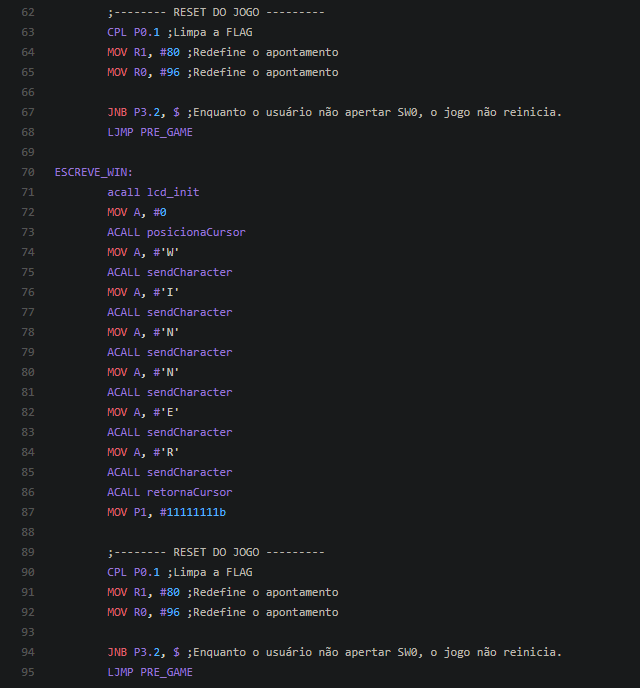 62 ;-------- RESET DO JOGO ---------
63 CPL P0.1 ;Limpa a FLAG
64 MOV R1, #80 ;Redefine o apontamento
65 MOV R0, #96 ;Redefine o apontamento
66
67 JNB P3.2, $ ;Enquanto o usuário não apertar SW0, o jogo não reinicia.
68 LJMP PRE_GAME
69
70 ESCREVE_WIN:
71 acall lcd_init
72 MOV A, #0
73 ACALL posicionaCursor
74 MOV A, #'W'
75 ACALL sendCharacter
76 MOV A, #'I'
77 ACALL sendCharacter
78 MOV A, #'N'
79 ACALL sendCharacter
80 MOV A, #'N'
81 ACALL sendCharacter
82 MOV A, #'E'
83 ACALL sendCharacter
84 MOV A, #'R'
85 ACALL sendCharacter
86 ACALL retornaCursor
87 MOV P1, #11111111b
88
89 ;-------- RESET DO JOGO ---------
90 CPL P0.1 ;Limpa a FLAG
91 MOV R1, #80 ;Redefine o apontamento
92 MOV R0, #96 ;Redefine o apontamento
93
94 JNB P3.2, $ ;Enquanto o usuário não apertar SW0, o jogo não reinicia.
95 LJMP PRE_GAME